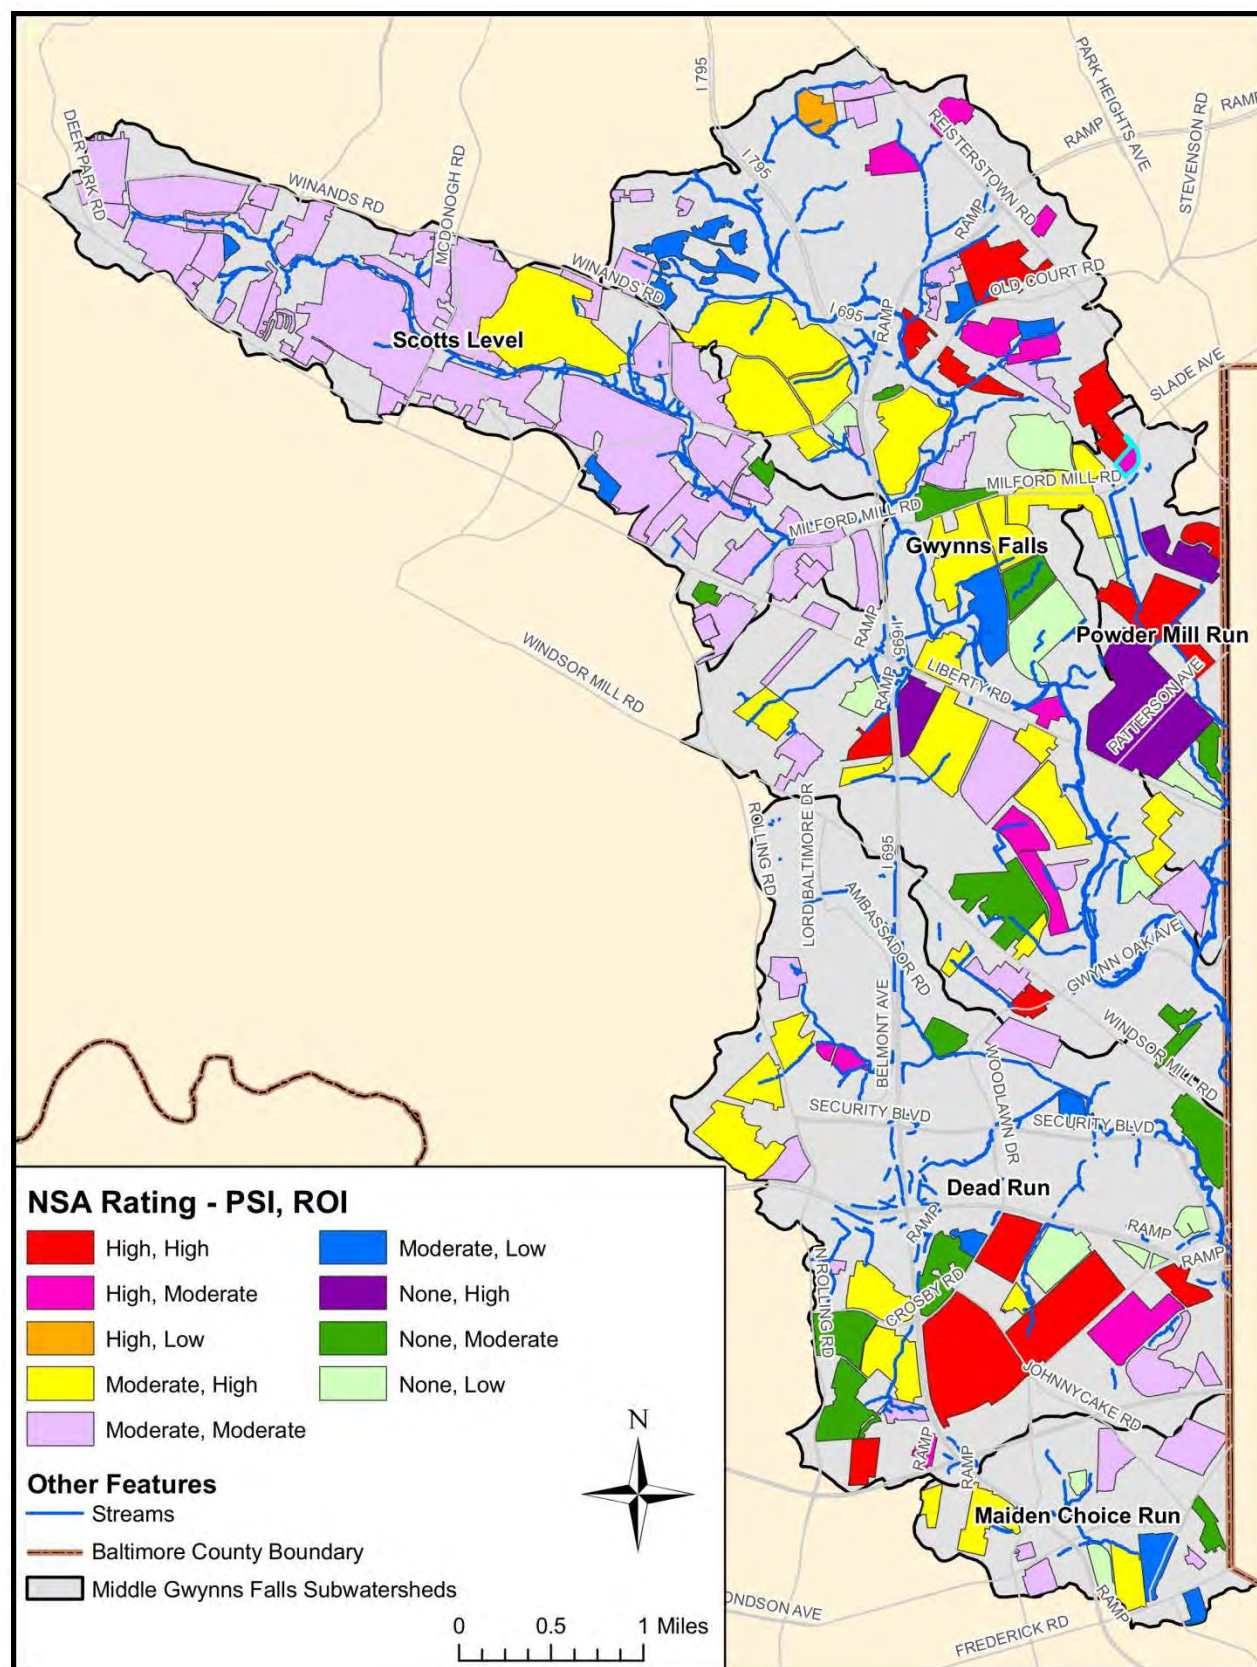 I 795
PARK HEIGHTS AVE
STEVENSON RD
RAMP
RAMP
REISTERSTOWN RD
DEER PARK RD
I 795
WINANDS RD
MCDONOGH RD
RAMP
WINANDS RD
OLD COURT RD
I 695
RAMP
Scotts Level
SLADE AVE
MILFORD MILL RD
MILFORD MILL RD
Gwynns Falls
RAMP
I 695
Powder Mill Run
WINDSOR MILL RD
LIBERTY RD
RAMP
PATTERSON AVE
ROLLING RD
LORD BALTIMORE DR
I 695
AMBASSADOR RD
GWYNN OAK AVE
BELMONT AVE
WINDSOR MILL RD
WOODLAWN DR
SECURITY BLVD
SECURITY BLVD
Dead Run
RAMP
RAMP
RAMP
N ROLLING RD
CROSBY RD
JOHNNYCAKE RD
RAMP
RAMP
Maiden Choice Run
RAMP
ONDSON AVE
FREDERICK RD
NSA Rating - PSI, ROI
High, High
High, Moderate
High, Low
Moderate, High
Moderate, Moderate
Moderate, Low
None, High
None, Moderate
None, Low
Other Features
Streams
Baltimore County Boundary
Middle Gwynns Falls Subwatersheds
N
0 0.5 1 Miles